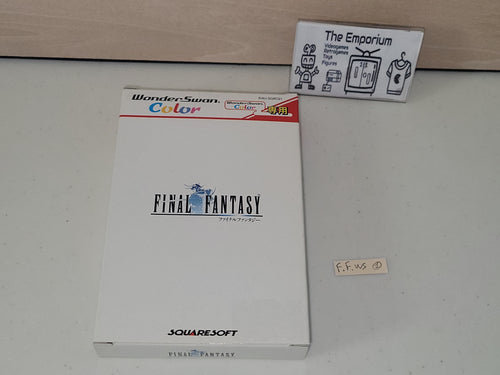 The Emporium
Videogames
Retrogames
Toys
Figures
WonderSwan
Color
WonderSwan
Color
専用
FINAL FANTASY
ファイナルファンタジー
F.F. WS
SQUARESOFT
FINAL FANTASY